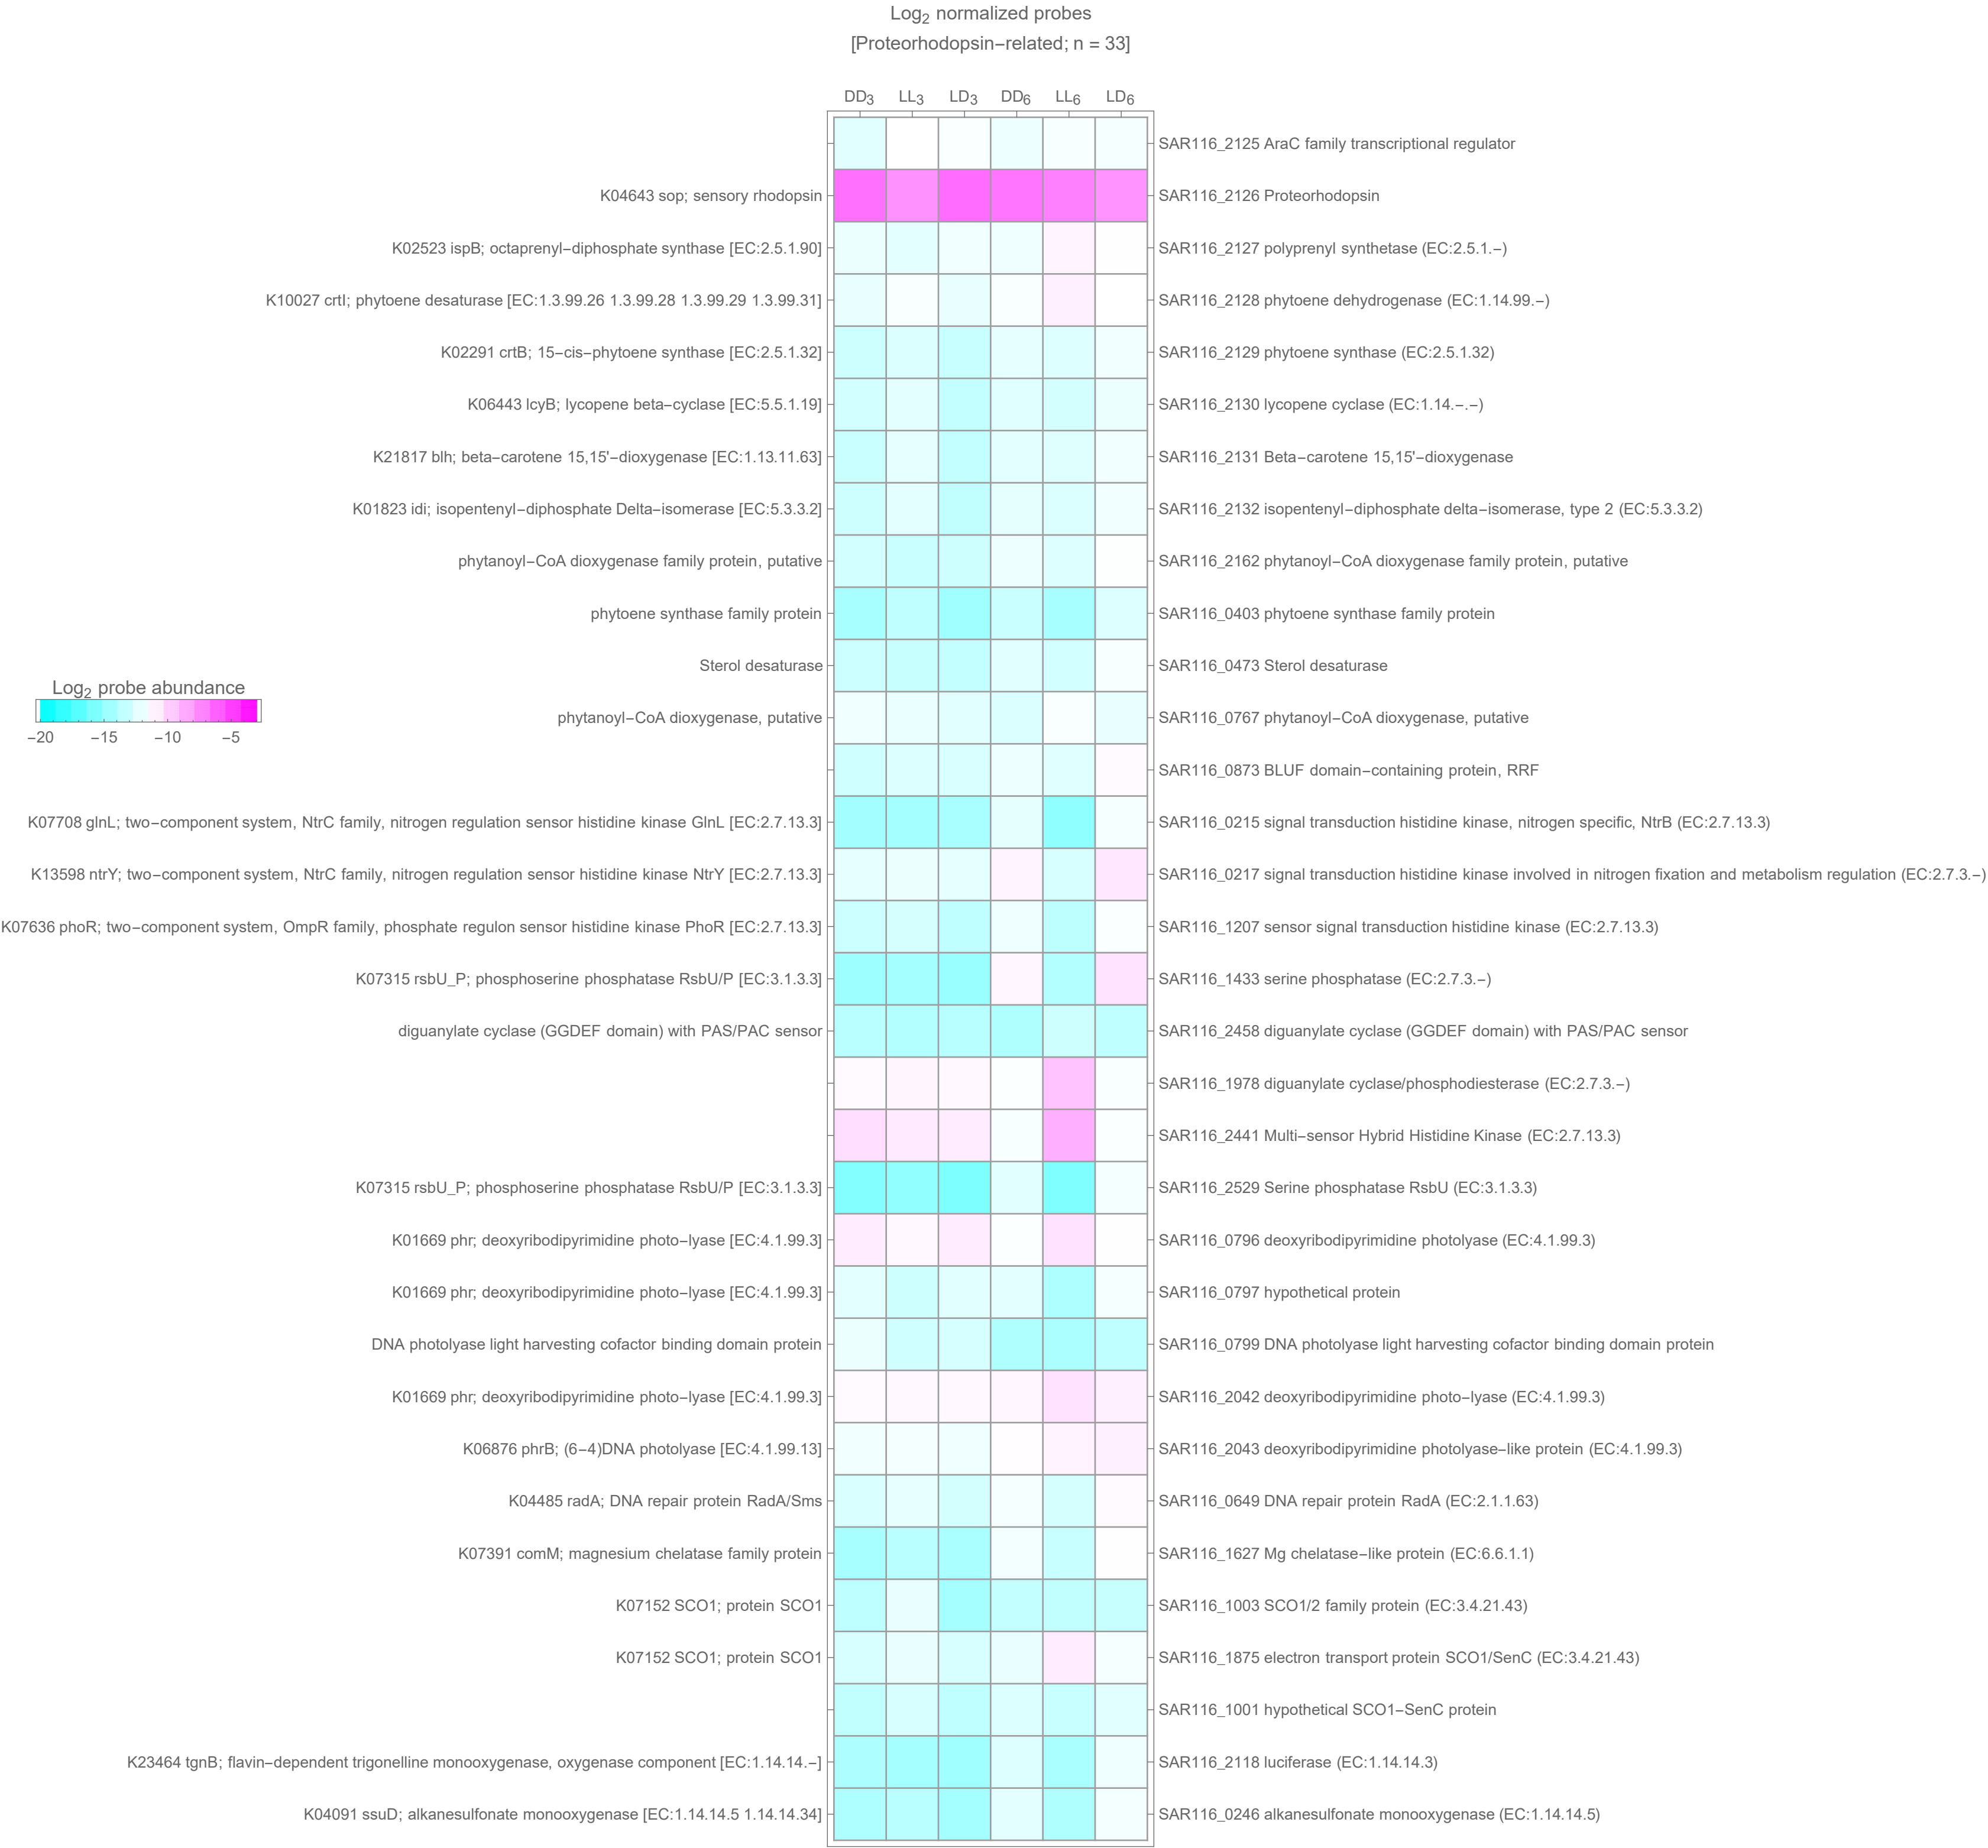 Log2 normalized probes
[Proteorhodopsin−related; n = 33]
DD3 LL3 LD3 DD6 LL6 LD6
SAR116_2125 AraC family transcriptional regulator
K04643 sop; sensory rhodopsin SAR116_2126 Proteorhodopsin
K02523 ispB; octaprenyl−diphosphate synthase [EC:2.5.1.90] SAR116_2127 polyprenyl synthetase (EC:2.5.1.−)
K10027 crtI; phytoene desaturase [EC:1.3.99.26 1.3.99.28 1.3.99.29 1.3.99.31] SAR116_2128 phytoene dehydrogenase (EC:1.14.99.−)
K02291 crtB; 15−cis−phytoene synthase [EC:2.5.1.32] SAR116_2129 phytoene synthase (EC:2.5.1.32)
K06443 lcyB; lycopene beta−cyclase [EC:5.5.1.19] SAR116_2130 lycopene cyclase (EC:1.14.−.−)
K21817 blh; beta−carotene 15,15'−dioxygenase [EC:1.13.11.63] SAR116_2131 Beta−carotene 15,15'−dioxygenase
K01823 idi; isopentenyl−diphosphate Delta−isomerase [EC:5.3.3.2] SAR116_2132 isopentenyl−diphosphate delta−isomerase, type 2 (EC:5.3.3.2)
phytanoyl−CoA dioxygenase family protein, putative SAR116_2162 phytanoyl−CoA dioxygenase family protein, putative
phytoene synthase family protein SAR116_0403 phytoene synthase family protein
Sterol desaturase SAR116_0473 Sterol desaturase
Log2 probe abundance
−20 −15 −10 −5
phytanoyl−CoA dioxygenase, putative SAR116_0767 phytanoyl−CoA dioxygenase, putative
SAR116_0873 BLUF domain−containing protein, RRF
K07708 glnL; two−component system, NtrC family, nitrogen regulation sensor histidine kinase GlnL [EC:2.7.13.3] SAR116_0215 signal transduction histidine kinase, nitrogen specific, NtrB (EC:2.7.13.3)
K13598 ntrY; two−component system, NtrC family, nitrogen regulation sensor histidine kinase NtrY [EC:2.7.13.3] SAR116_0217 signal transduction histidine kinase involved in nitrogen fixation and metabolism regulation (EC:2.7.3.−)
K07636 phoR; two−component system, OmpR family, phosphate regulon sensor histidine kinase PhoR [EC:2.7.13.3] SAR116_1207 sensor signal transduction histidine kinase (EC:2.7.13.3)
K07315 rsbU_P; phosphoserine phosphatase RsbU/P [EC:3.1.3.3] SAR116_1433 serine phosphatase (EC:2.7.3.−)
diguanylate cyclase (GGDEF domain) with PAS/PAC sensor SAR116_2458 diguanylate cyclase (GGDEF domain) with PAS/PAC sensor
SAR116_1978 diguanylate cyclase/phosphodiesterase (EC:2.7.3.−)
SAR116_2441 Multi−sensor Hybrid Histidine Kinase (EC:2.7.13.3)
K07315 rsbU_P; phosphoserine phosphatase RsbU/P [EC:3.1.3.3] SAR116_2529 Serine phosphatase RsbU (EC:3.1.3.3)
K01669 phr; deoxyribodipyrimidine photo−lyase [EC:4.1.99.3] SAR116_0796 deoxyribodipyrimidine photolyase (EC:4.1.99.3)
K01669 phr; deoxyribodipyrimidine photo−lyase [EC:4.1.99.3] SAR116_0797 hypothetical protein
DNA photolyase light harvesting cofactor binding domain protein SAR116_0799 DNA photolyase light harvesting cofactor binding domain protein
K01669 phr; deoxyribodipyrimidine photo−lyase [EC:4.1.99.3] SAR116_2042 deoxyribodipyrimidine photo−lyase (EC:4.1.99.3)
K06876 phrB; (6−4)DNA photolyase [EC:4.1.99.13] SAR116_2043 deoxyribodipyrimidine photolyase−like protein (EC:4.1.99.3)
K04485 radA; DNA repair protein RadA/Sms SAR116_0649 DNA repair protein RadA (EC:2.1.1.63)
K07391 comM; magnesium chelatase family protein SAR116_1627 Mg chelatase−like protein (EC:6.6.1.1)
K07152 SCO1; protein SCO1 SAR116_1003 SCO1/2 family protein (EC:3.4.21.43)
K07152 SCO1; protein SCO1 SAR116_1875 electron transport protein SCO1/SenC (EC:3.4.21.43)
SAR116_1001 hypothetical SCO1−SenC protein
K23464 tgnB; flavin−dependent trigonelline monooxygenase, oxygenase component [EC:1.14.14.−] SAR116_2118 luciferase (EC:1.14.14.3)
K04091 ssuD; alkanesulfonate monooxygenase [EC:1.14.14.5 1.14.14.34] SAR116_0246 alkanesulfonate monooxygenase (EC:1.14.14.5)